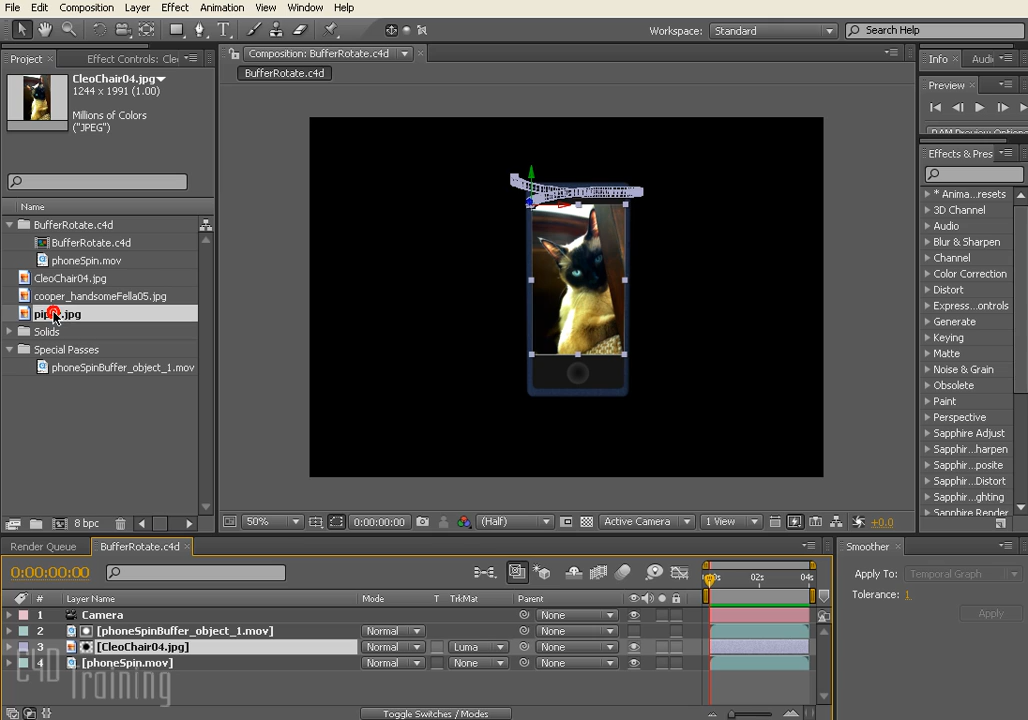 File Edit Composition Layer Effect Animation View Window Help
Workspace: Standard Search Help
Project Effect Controls: Cle
Composition: BufferRotate.c4d
Info Audi
BufferRotate.c4d
CleoChair04.jpg
1244 x 1991 (1.00)
Millions of Colors
("JPEG")
Preview
RAM Preview Options
Effects & Pres
Name
BufferRotate.c4d
BufferRotate.c4d
phoneSpin.mov
CleoChair04.jpg
cooper_handsomeFella05.jpg
Solids
Special Passes
phoneSpinBuffer_object_1.mov
* Anima...resets
3D Channel
Audio
Blur & Sharpen
Channel
Color Correction
Distort
Express...ontrols
Generate
Keying
Matte
Noise & Grain
Obsolete
Paint
Perspective
Sapphire Adjust
Sapphir...harpen
Sapphir...posite
Sapphir...Distort
Sapphir...ghting
Sapphire Render
8 bpc
50% 0:00:00:00 (Half) Active Camera 1 View +0.0
Render Queue BufferRotate.c4d
Smoother
0:00:00:00
Apply To: Temporal Graph
Tolerance: 1
Apply
02s 04s
# Layer Name Mode T TrkMat Parent
1 Camera None
2 [phoneSpinBuffer_object_1.mov] Normal None
3 [CleoChair04.jpg] Normal Luma None
4 [phoneSpin.mov] Normal None None
C4D
Training
Toggle Switches / Modes